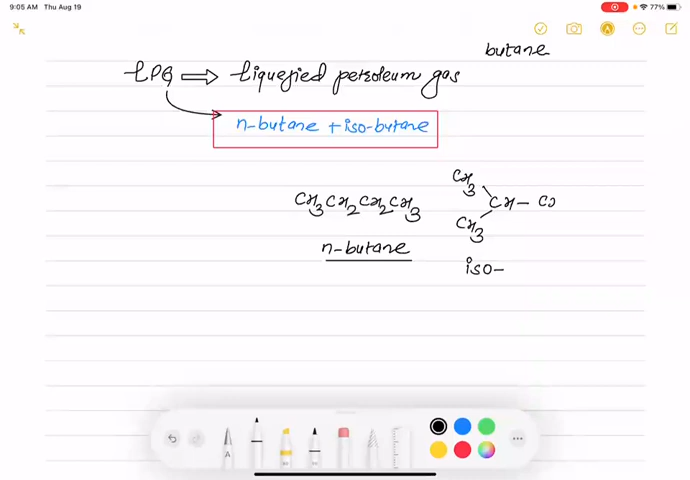 9:05 AM Thu Aug 19
77%
butane
LPG ⇒ liquefied petroleum gas
n-butane + iso-butane
CH3
CH3CH2CH2CH3 CH-
CH3
n-butane
iso-
A